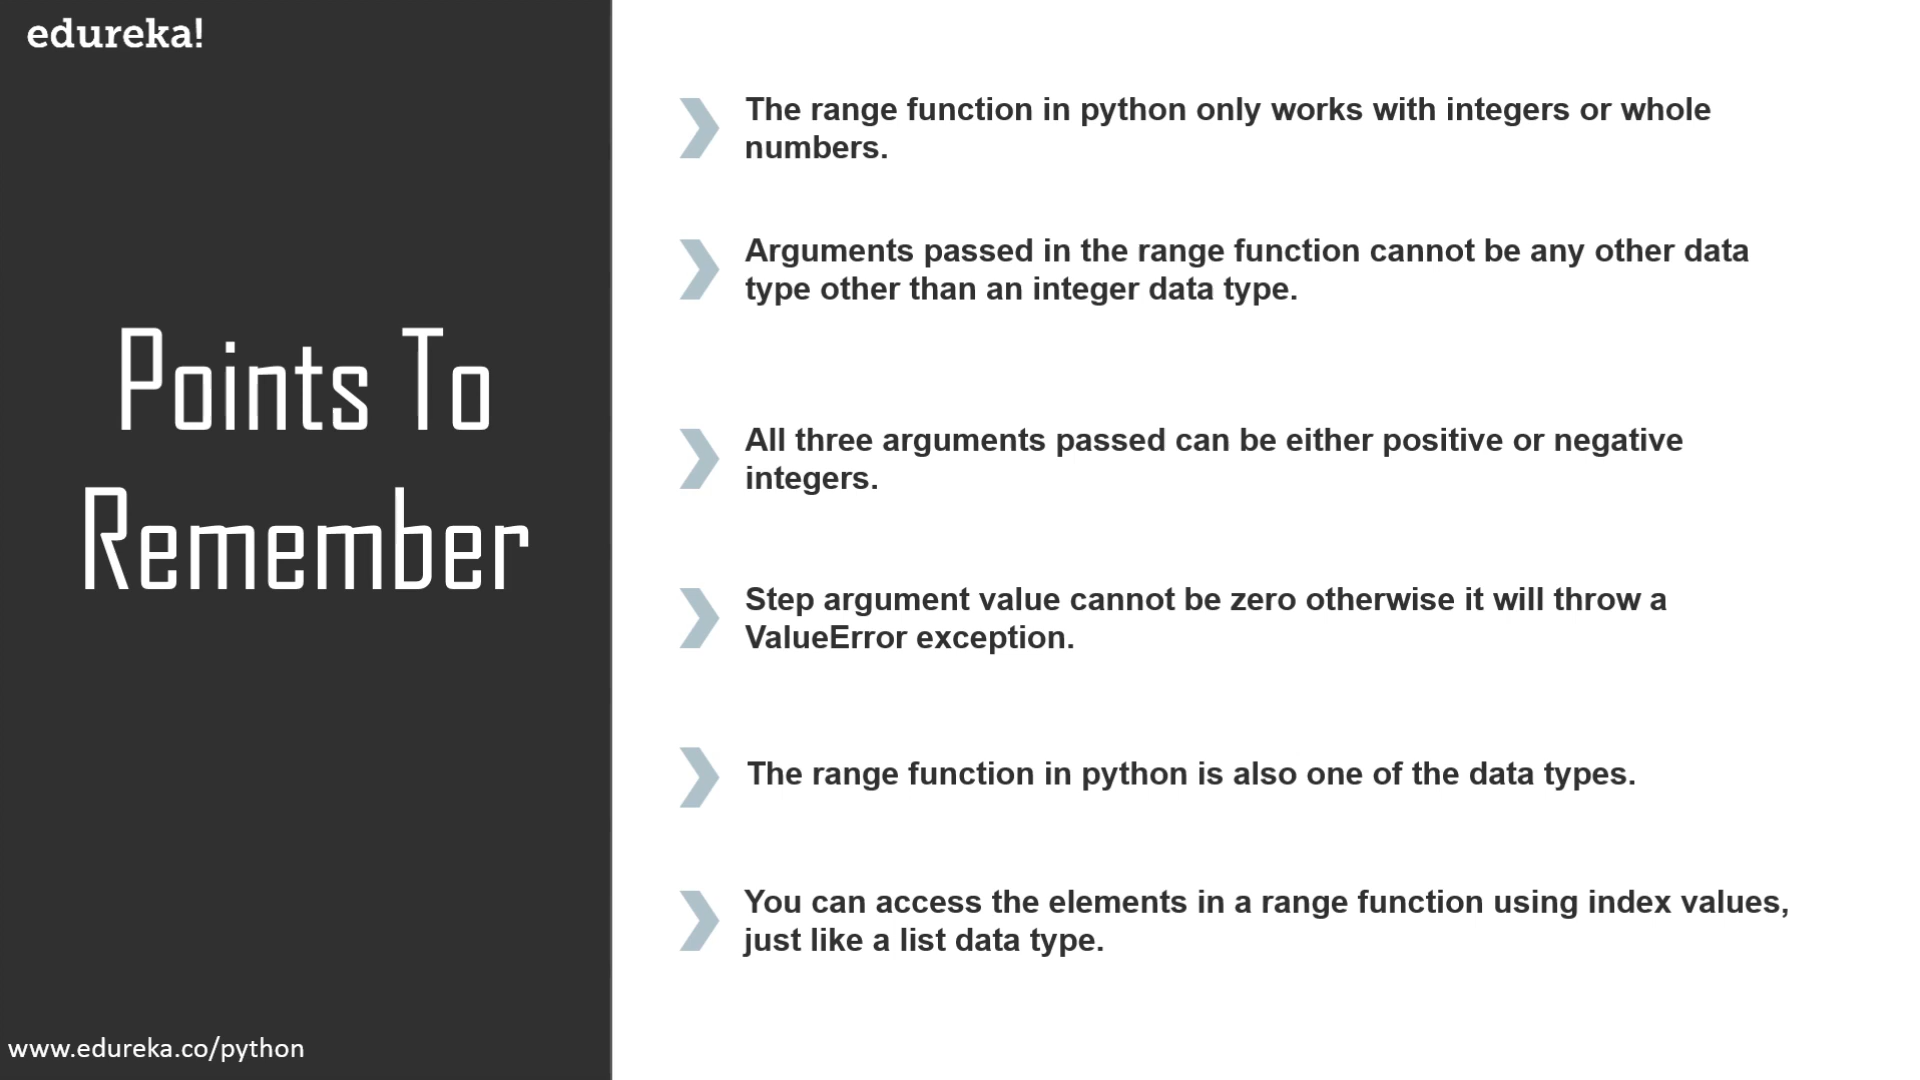 edureka!
Points To
Remember
The range function in python only works with integers or whole
numbers.
Arguments passed in the range function cannot be any other data
type other than an integer data type.
All three arguments passed can be either positive or negative
integers.
Step argument value cannot be zero otherwise it will throw a
ValueError exception.
The range function in python is also one of the data types.
You can access the elements in a range function using index values,
just like a list data type.
www.edureka.co/python